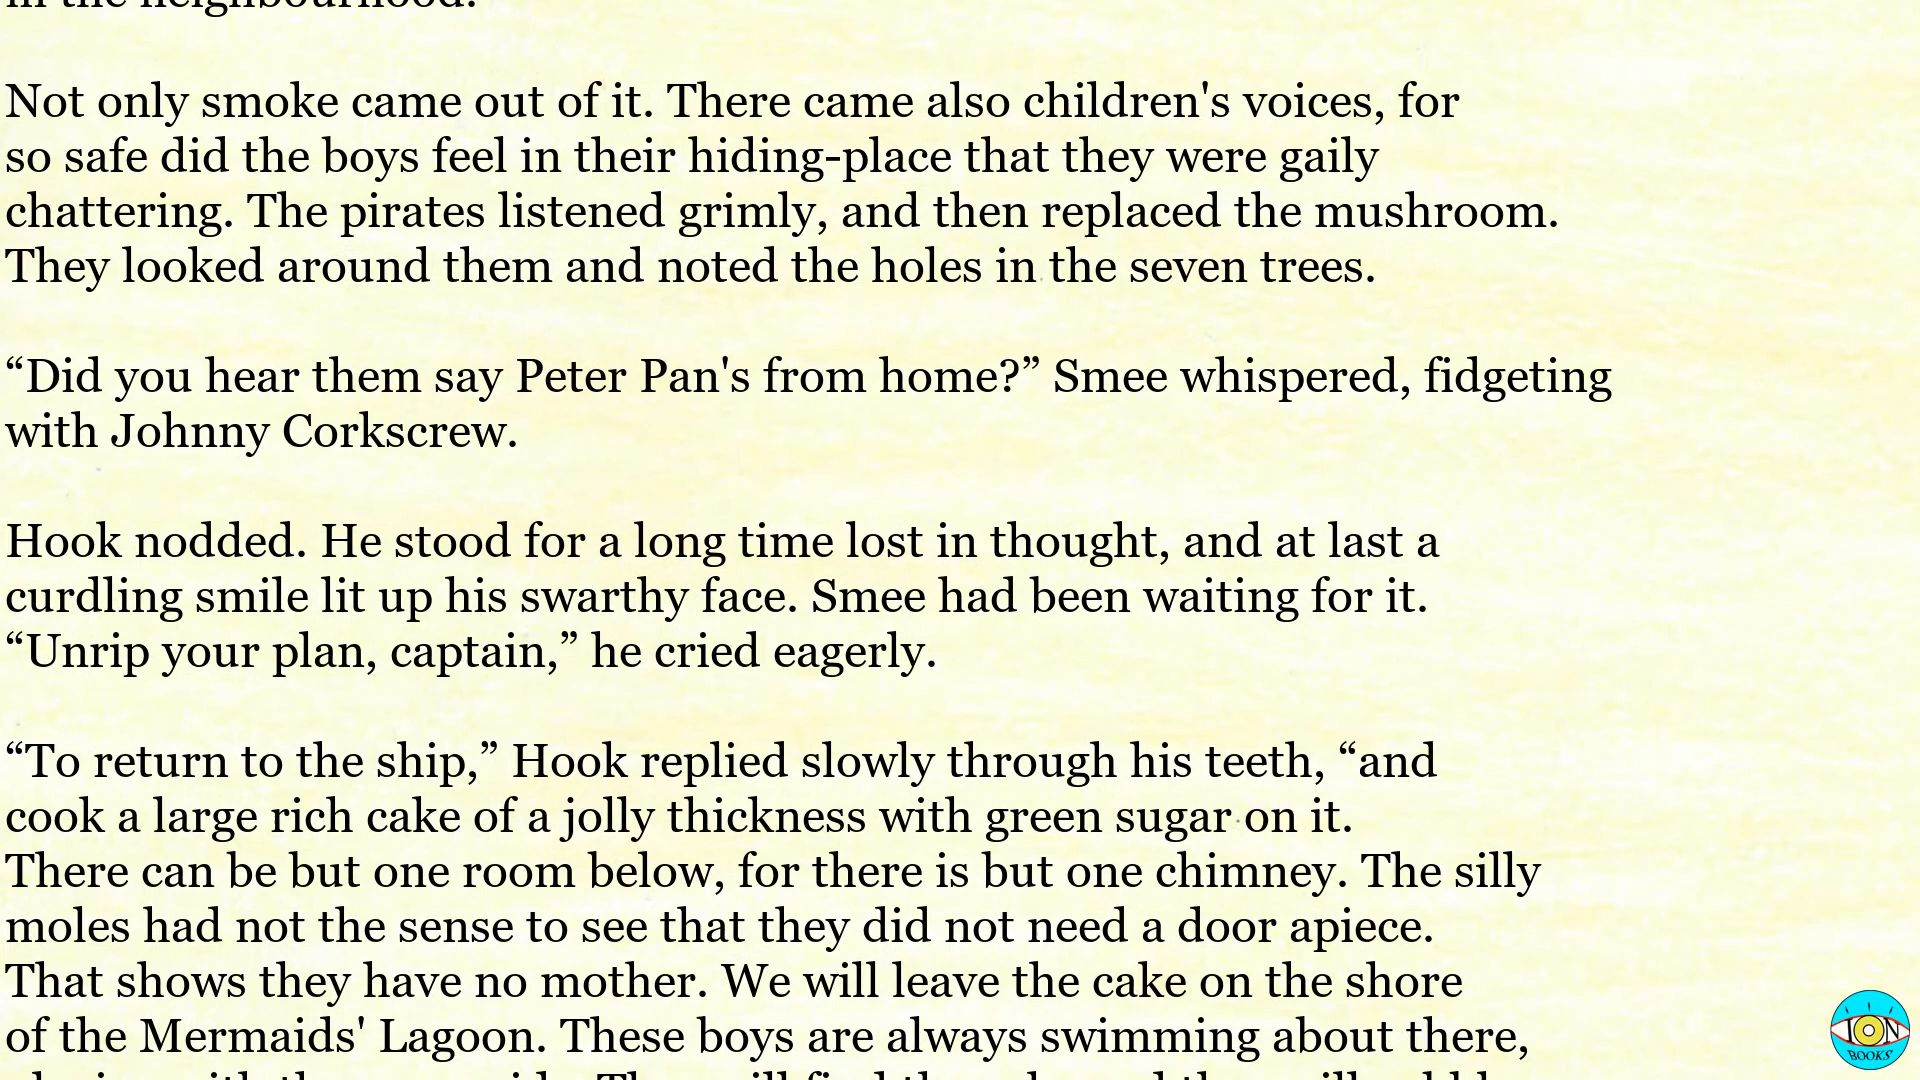 in the neighbourhood.
Not only smoke came out of it. There came also children's voices, for
so safe did the boys feel in their hiding-place that they were gaily
chattering. The pirates listened grimly, and then replaced the mushroom.
They looked around them and noted the holes in the seven trees.
“Did you hear them say Peter Pan's from home?” Smee whispered, fidgeting
with Johnny Corkscrew.
Hook nodded. He stood for a long time lost in thought, and at last a
curdling smile lit up his swarthy face. Smee had been waiting for it.
“Unrip your plan, captain,” he cried eagerly.
“To return to the ship,” Hook replied slowly through his teeth, “and
cook a large rich cake of a jolly thickness with green sugar on it.
There can be but one room below, for there is but one chimney. The silly
moles had not the sense to see that they did not need a door apiece.
That shows they have no mother. We will leave the cake on the shore
of the Mermaids' Lagoon. These boys are always swimming about there,
ION
BOOKS